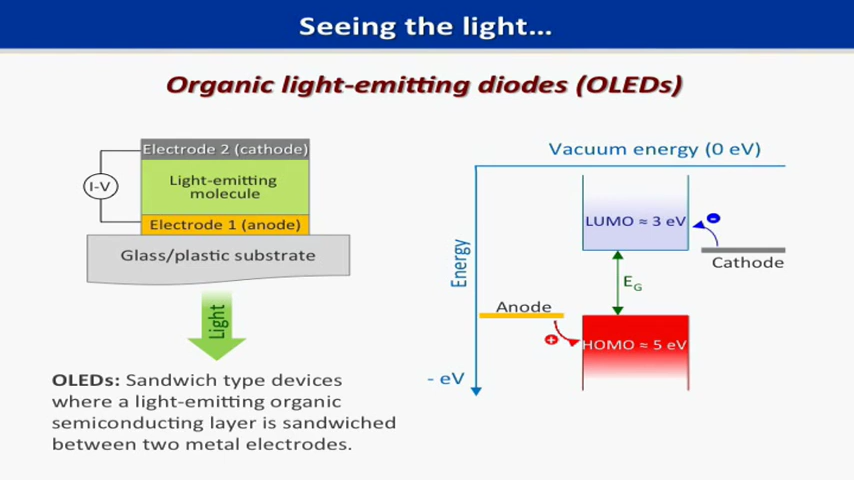 Seeing the light...
Organic light-emitting diodes (OLEDs)
Electrode 2 (cathode)
I-V
Light-emitting
molecule
Electrode 1 (anode)
Glass/plastic substrate
Light
OLEDs: Sandwich type devices
where a light-emitting organic
semiconducting layer is sandwiched
between two metal electrodes.
Vacuum energy (0 eV)
LUMO ≈ 3 eV
-
Cathode
Energy
EG
Anode
+
HOMO ≈ 5 eV
- eV